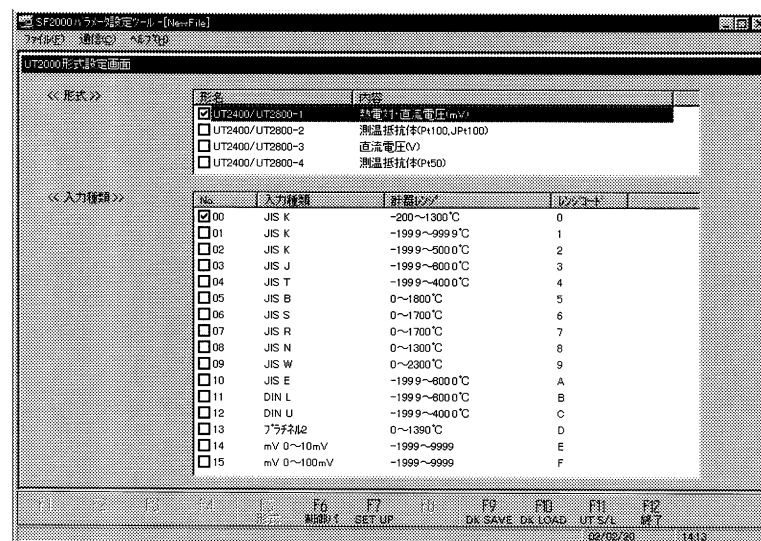 SF2000パラメータ設定ツール -[NewFile]
ファイル(F) 通信(C) ヘルプ(H)
UT2000形式設定画面
<< 形式 >>
形名 内容
UT2400/UT2800-1 熱電対・直流電圧(mV)
UT2400/UT2800-2 測温抵抗体(Pt100,JPt100)
UT2400/UT2800-3 直流電圧(V)
UT2400/UT2800-4 測温抵抗体(Pt50)
<< 入力種類 >>
No. 入力種類 計器レンジ レンジコード
00 JIS K -200~1300℃ 0
01 JIS K -199.9~999.9℃ 1
02 JIS K -199.9~500.0℃ 2
03 JIS J -199.9~600.0℃ 3
04 JIS T -199.9~400.0℃ 4
05 JIS B 0~1800℃ 5
06 JIS S 0~1700℃ 6
07 JIS R 0~1700℃ 7
08 JIS N 0~1300℃ 8
09 JIS W 0~2300℃ 9
10 JIS E -199.9~600.0℃ A
11 DIN L -199.9~600.0℃ B
12 DIN U -199.9~400.0℃ C
13 プラチネル2 0~1390℃ D
14 mV 0~10mV -1999~9999 E
15 mV 0~100mV -1999~9999 F
F1 F2 F3 F4 F5 F6 F7 F8 F9 F10 F11 F12
形式 SET UP DK SAVE DK LOAD UT S/L 終了
02/02/20 14:13